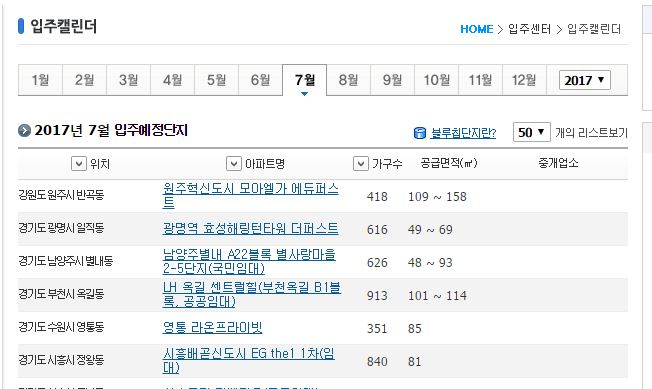 입주캘린더
HOME > 입주센터 > 입주캘린더
1월 2월 3월 4월 5월 6월 7월 8월 9월 10월 11월 12월 2017
2017년 7월 입주예정단지 블루칩단지란? 50 개의 리스트보기
위치 아파트명 가구수 공급면적(㎡) 중개업소
강원도 원주시 반곡동 원주혁신도시 모아엘가 에듀퍼스 418 109 ~ 158
트
경기도 광명시 일직동 광명역 효성해링턴타워 더퍼스트 616 49 ~ 69
경기도 남양주시 별내동 남양주별내 A22블록 별사랑마을 626 48 ~ 93
2-5단지(국민임대)
경기도 부천시 옥길동 LH 옥길 센트럴힐(부천옥길 B1블 913 101 ~ 114
록, 공공임대)
경기도 수원시 영통동 영통 라온프라이빗 351 85
경기도 시흥시 정왕동 시흥배곧신도시 EG the1 1차(임 840 81
대)